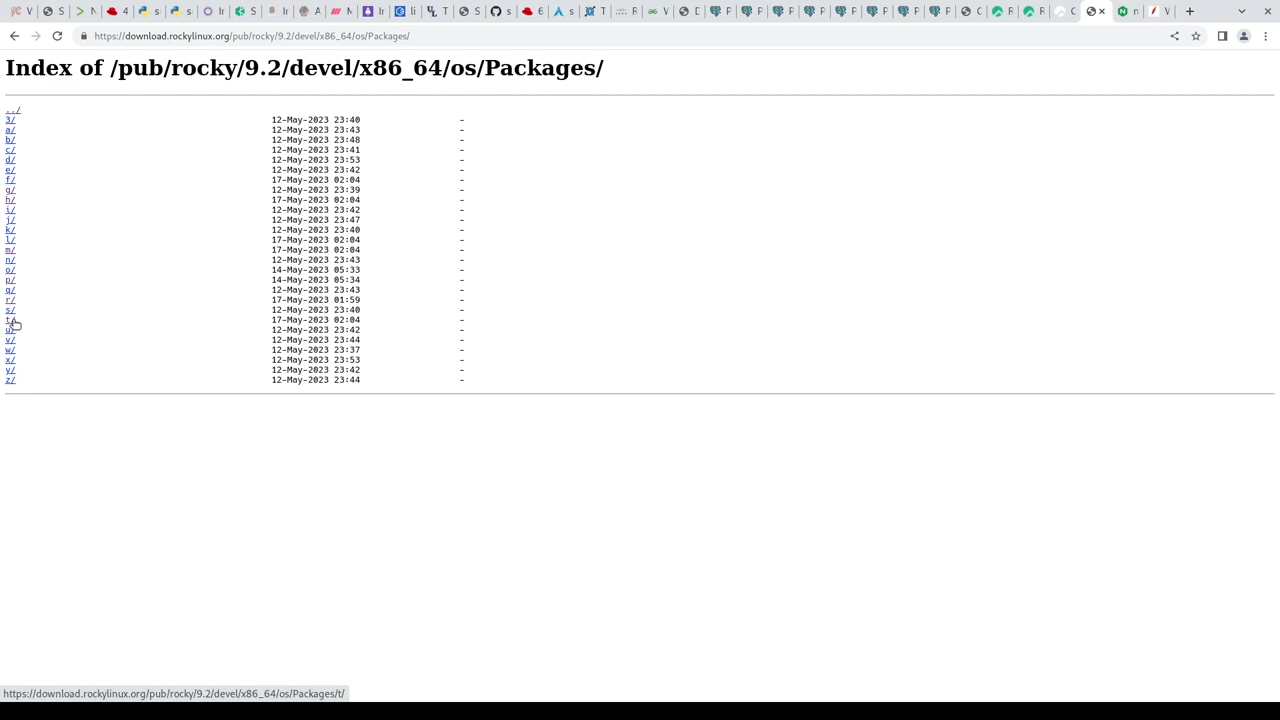 W S > N 4 s s Ir S Ir A M Ir li T S s 6 s T R W D P P P P P P P P C R R C n V
https://download.rockylinux.org/pub/rocky/9.2/devel/x86_64/os/Packages/
Index of /pub/rocky/9.2/devel/x86_64/os/Packages/
../
3/ 12-May-2023 23:40 -
a/ 12-May-2023 23:43 -
b/ 12-May-2023 23:48 -
c/ 12-May-2023 23:41 -
d/ 12-May-2023 23:53 -
e/ 12-May-2023 23:42 -
f/ 17-May-2023 02:04 -
g/ 12-May-2023 23:39 -
h/ 17-May-2023 02:04 -
i/ 12-May-2023 23:42 -
j/ 12-May-2023 23:47 -
k/ 12-May-2023 23:40 -
l/ 17-May-2023 02:04 -
m/ 17-May-2023 02:04 -
n/ 12-May-2023 23:43 -
o/ 14-May-2023 05:33 -
p/ 14-May-2023 05:34 -
q/ 12-May-2023 23:43 -
r/ 17-May-2023 01:59 -
s/ 12-May-2023 23:40 -
t/ 17-May-2023 02:04 -
u/ 12-May-2023 23:42 -
v/ 12-May-2023 23:44 -
w/ 12-May-2023 23:37 -
x/ 12-May-2023 23:53 -
y/ 12-May-2023 23:42 -
z/ 12-May-2023 23:44 -
https://download.rockylinux.org/pub/rocky/9.2/devel/x86_64/os/Packages/t/